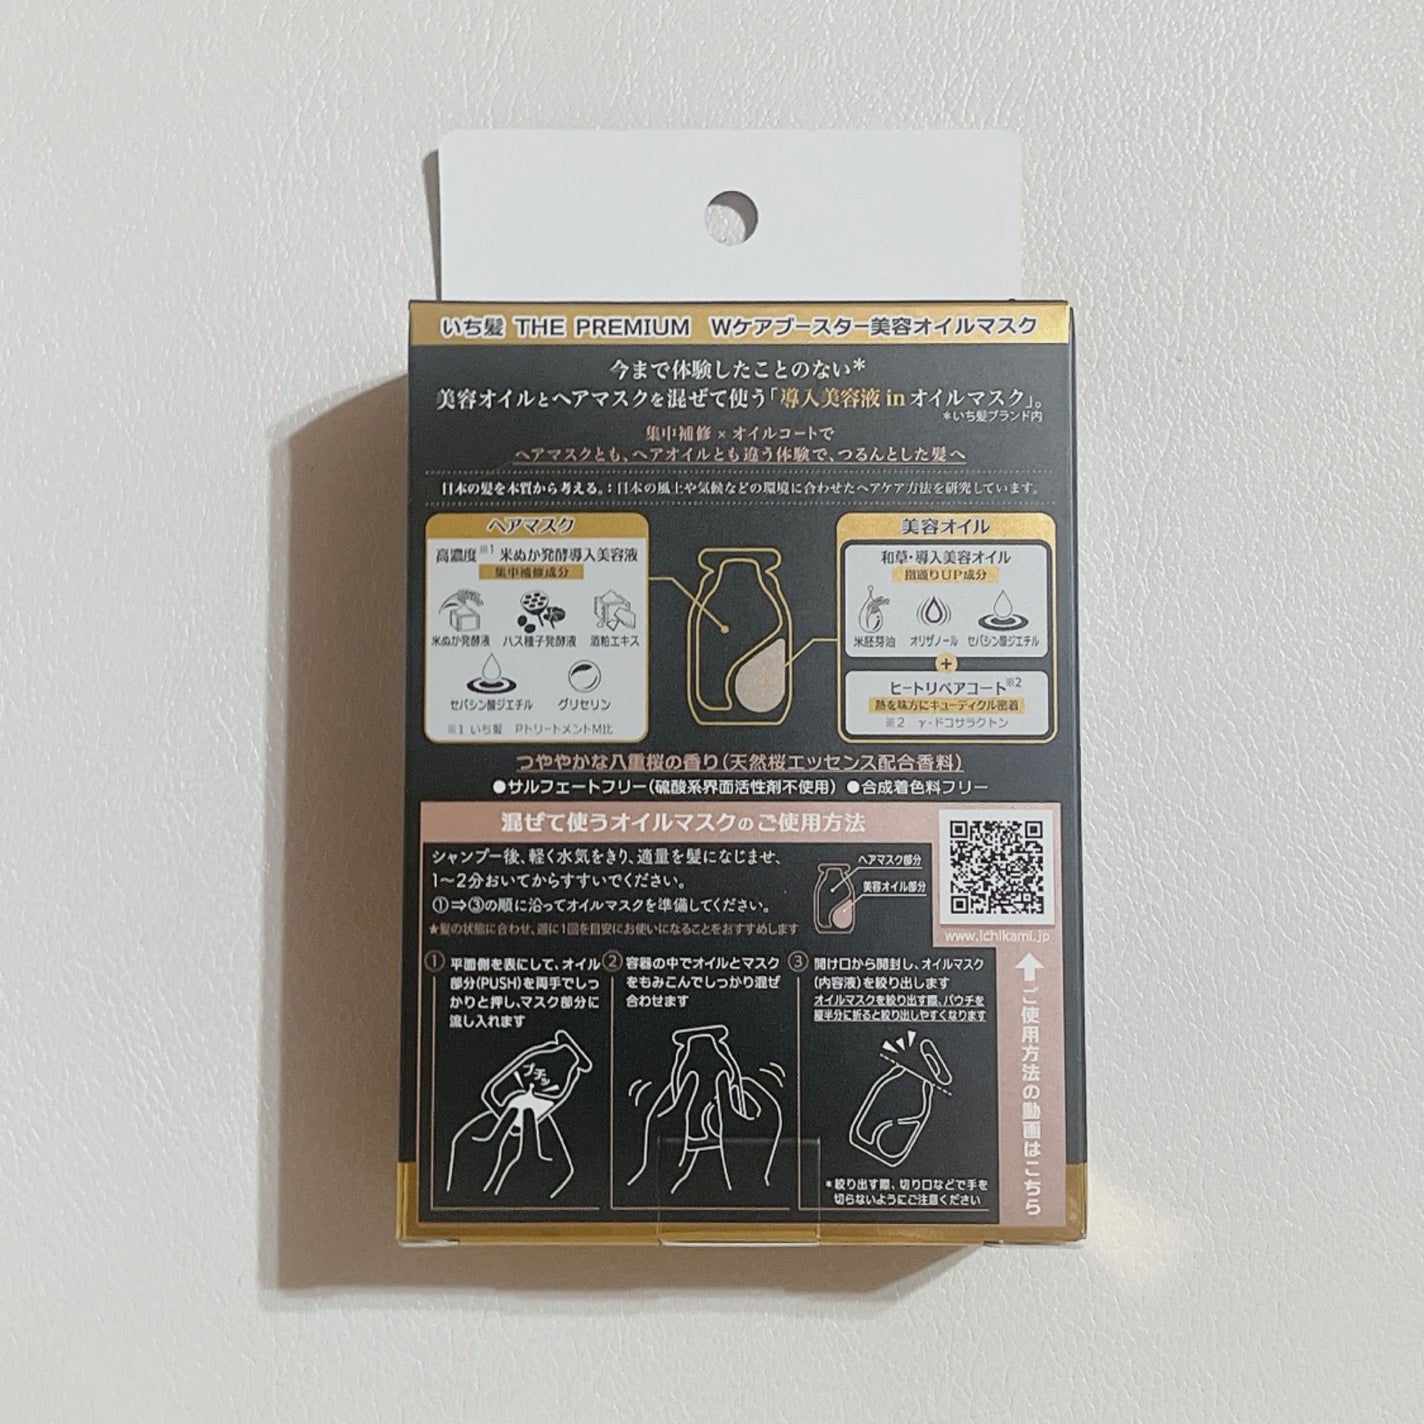 いち髪 THE PREMIUM Wケアブースター美容オイルマスク
今まで体験したことのない*
美容オイルとヘアマスクを混ぜて使う「導入美容液 in オイルマスク」。
*いち髪ブランド内
集中補修×オイルコートで
ヘアマスクとも、ヘアオイルとも違う体験で、つるんとした髪へ
日本の髪を本質から考える。:日本の風土や気候などの環境に合わせたヘアケア方法を研究しています。
ヘアマスク
高濃度※1 米ぬか発酵導入美容液
集中補修成分
米ぬか発酵液 ハス種子発酵液 酒粕エキス
セバシン酸ジエチル グリセリン
※1 いち髪 PトリートメントM比
美容オイル
和草・導入美容オイル
指通りUP成分
米胚芽油 オリザノール セバシン酸ジエチル
+
ヒートリペアコート※2
熱を味方にキューティクル密着
※2 γ-ドコサラクトン
つややかな八重桜の香り(天然桜エッセンス配合香料)
●サルフェートフリー(硫酸系界面活性剤不使用) ●合成着色料フリー
混ぜて使うオイルマスクのご使用方法
シャンプー後、軽く水気をきり、適量を髪になじませ、
1〜2分おいてからすすいでください。
①⇒③の順に沿ってオイルマスクを準備してください。
★髪の状態に合わせ、週に1回を目安にお使いになることをおすすめします
ヘアマスク部分
美容オイル部分
www.ichikami.jp
ご使用方法の動画はこちら
① 平面側を表にして、オイル
部分(PUSH)を両手でしっ
かりと押し、マスク部分に
流し入れます
プチッ
② 容器の中でオイルとマスク
をもみこんでしっかり混ぜ
合わせます
③ 開け口から開封し、オイルマスク
(内容液)を絞り出します
オイルマスクを絞り出す際、パウチを
縦半分に折ると絞り出しやすくなります
*絞り出す際、切り口などで手を
切らないようにご注意ください